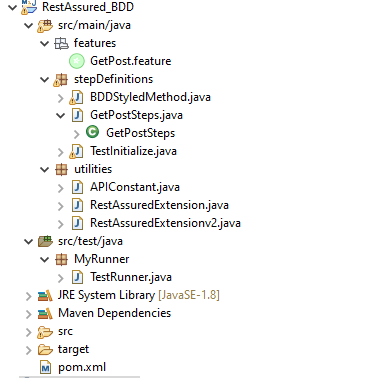 RestAssured_BDD
src/main/java
features
GetPost.feature
stepDefinitions
BDDStyledMethod.java
GetPostSteps.java
GetPostSteps
TestInitialize.java
utilities
APIConstant.java
RestAssuredExtension.java
RestAssuredExtensionv2.java
src/test/java
MyRunner
TestRunner.java
JRE System Library [JavaSE-1.8]
Maven Dependencies
src
target
pom.xml